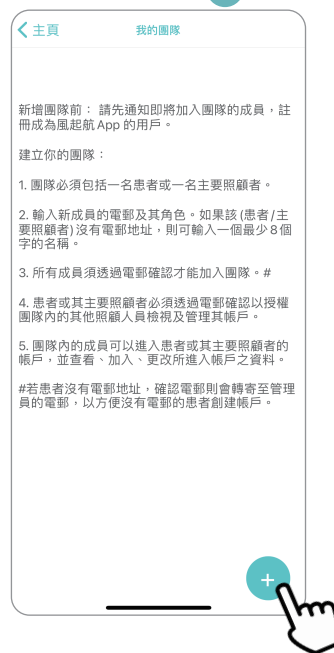 主頁
我的團隊
新增團隊前： 請先通知即將加入團隊的成員，註
冊成為風起航 App 的用戶。
建立你的團隊：
1. 團隊必須包括一名患者或一名主要照顧者。
2. 輸入新成員的電郵及其角色。如果該 (患者/主
要照顧者) 沒有電郵地址，則可輸入一個最少 8 個
字的名稱。
3. 所有成員須透過電郵確認才能加入團隊。#
4. 患者或其主要照顧者必須透過電郵確認以授權
團隊內的其他照顧人員檢視及管理其帳戶。
5. 團隊內的成員可以進入患者或其主要照顧者的
帳戶，並查看、加入、更改所進入帳戶之資料。
#若患者沒有電郵地址，確認電郵則會轉寄至管理
員的電郵，以方便沒有電郵的患者創建帳戶。
+